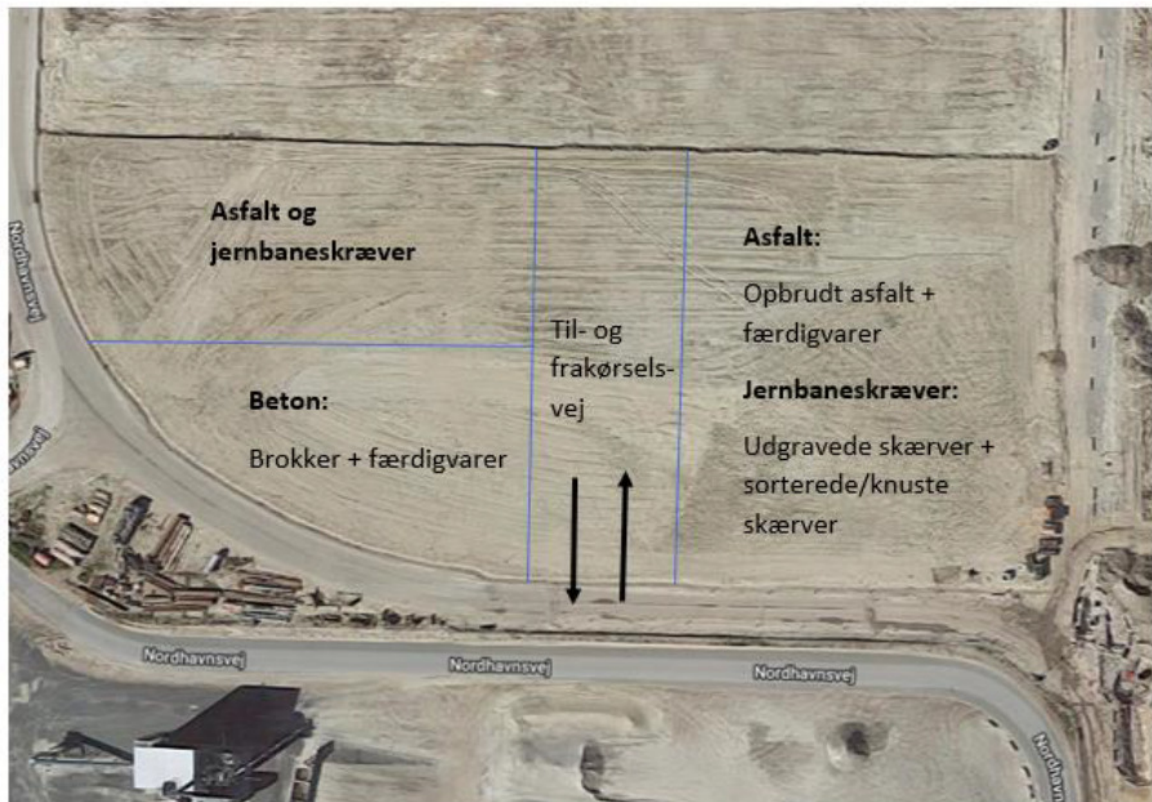 Asfalt og
jernbaneskræver
Asfalt:
Opbrudt asfalt +
færdigvarer
Til- og
frakørsels-
vej
Beton:
Brokker + færdigvarer
Jernbaneskræver:
Udgravede skærver +
sorterede/knuste
skærver
Nordhavnsvej
Nordhavnsvej
Nordhavnsvej
Nordhavnsvej